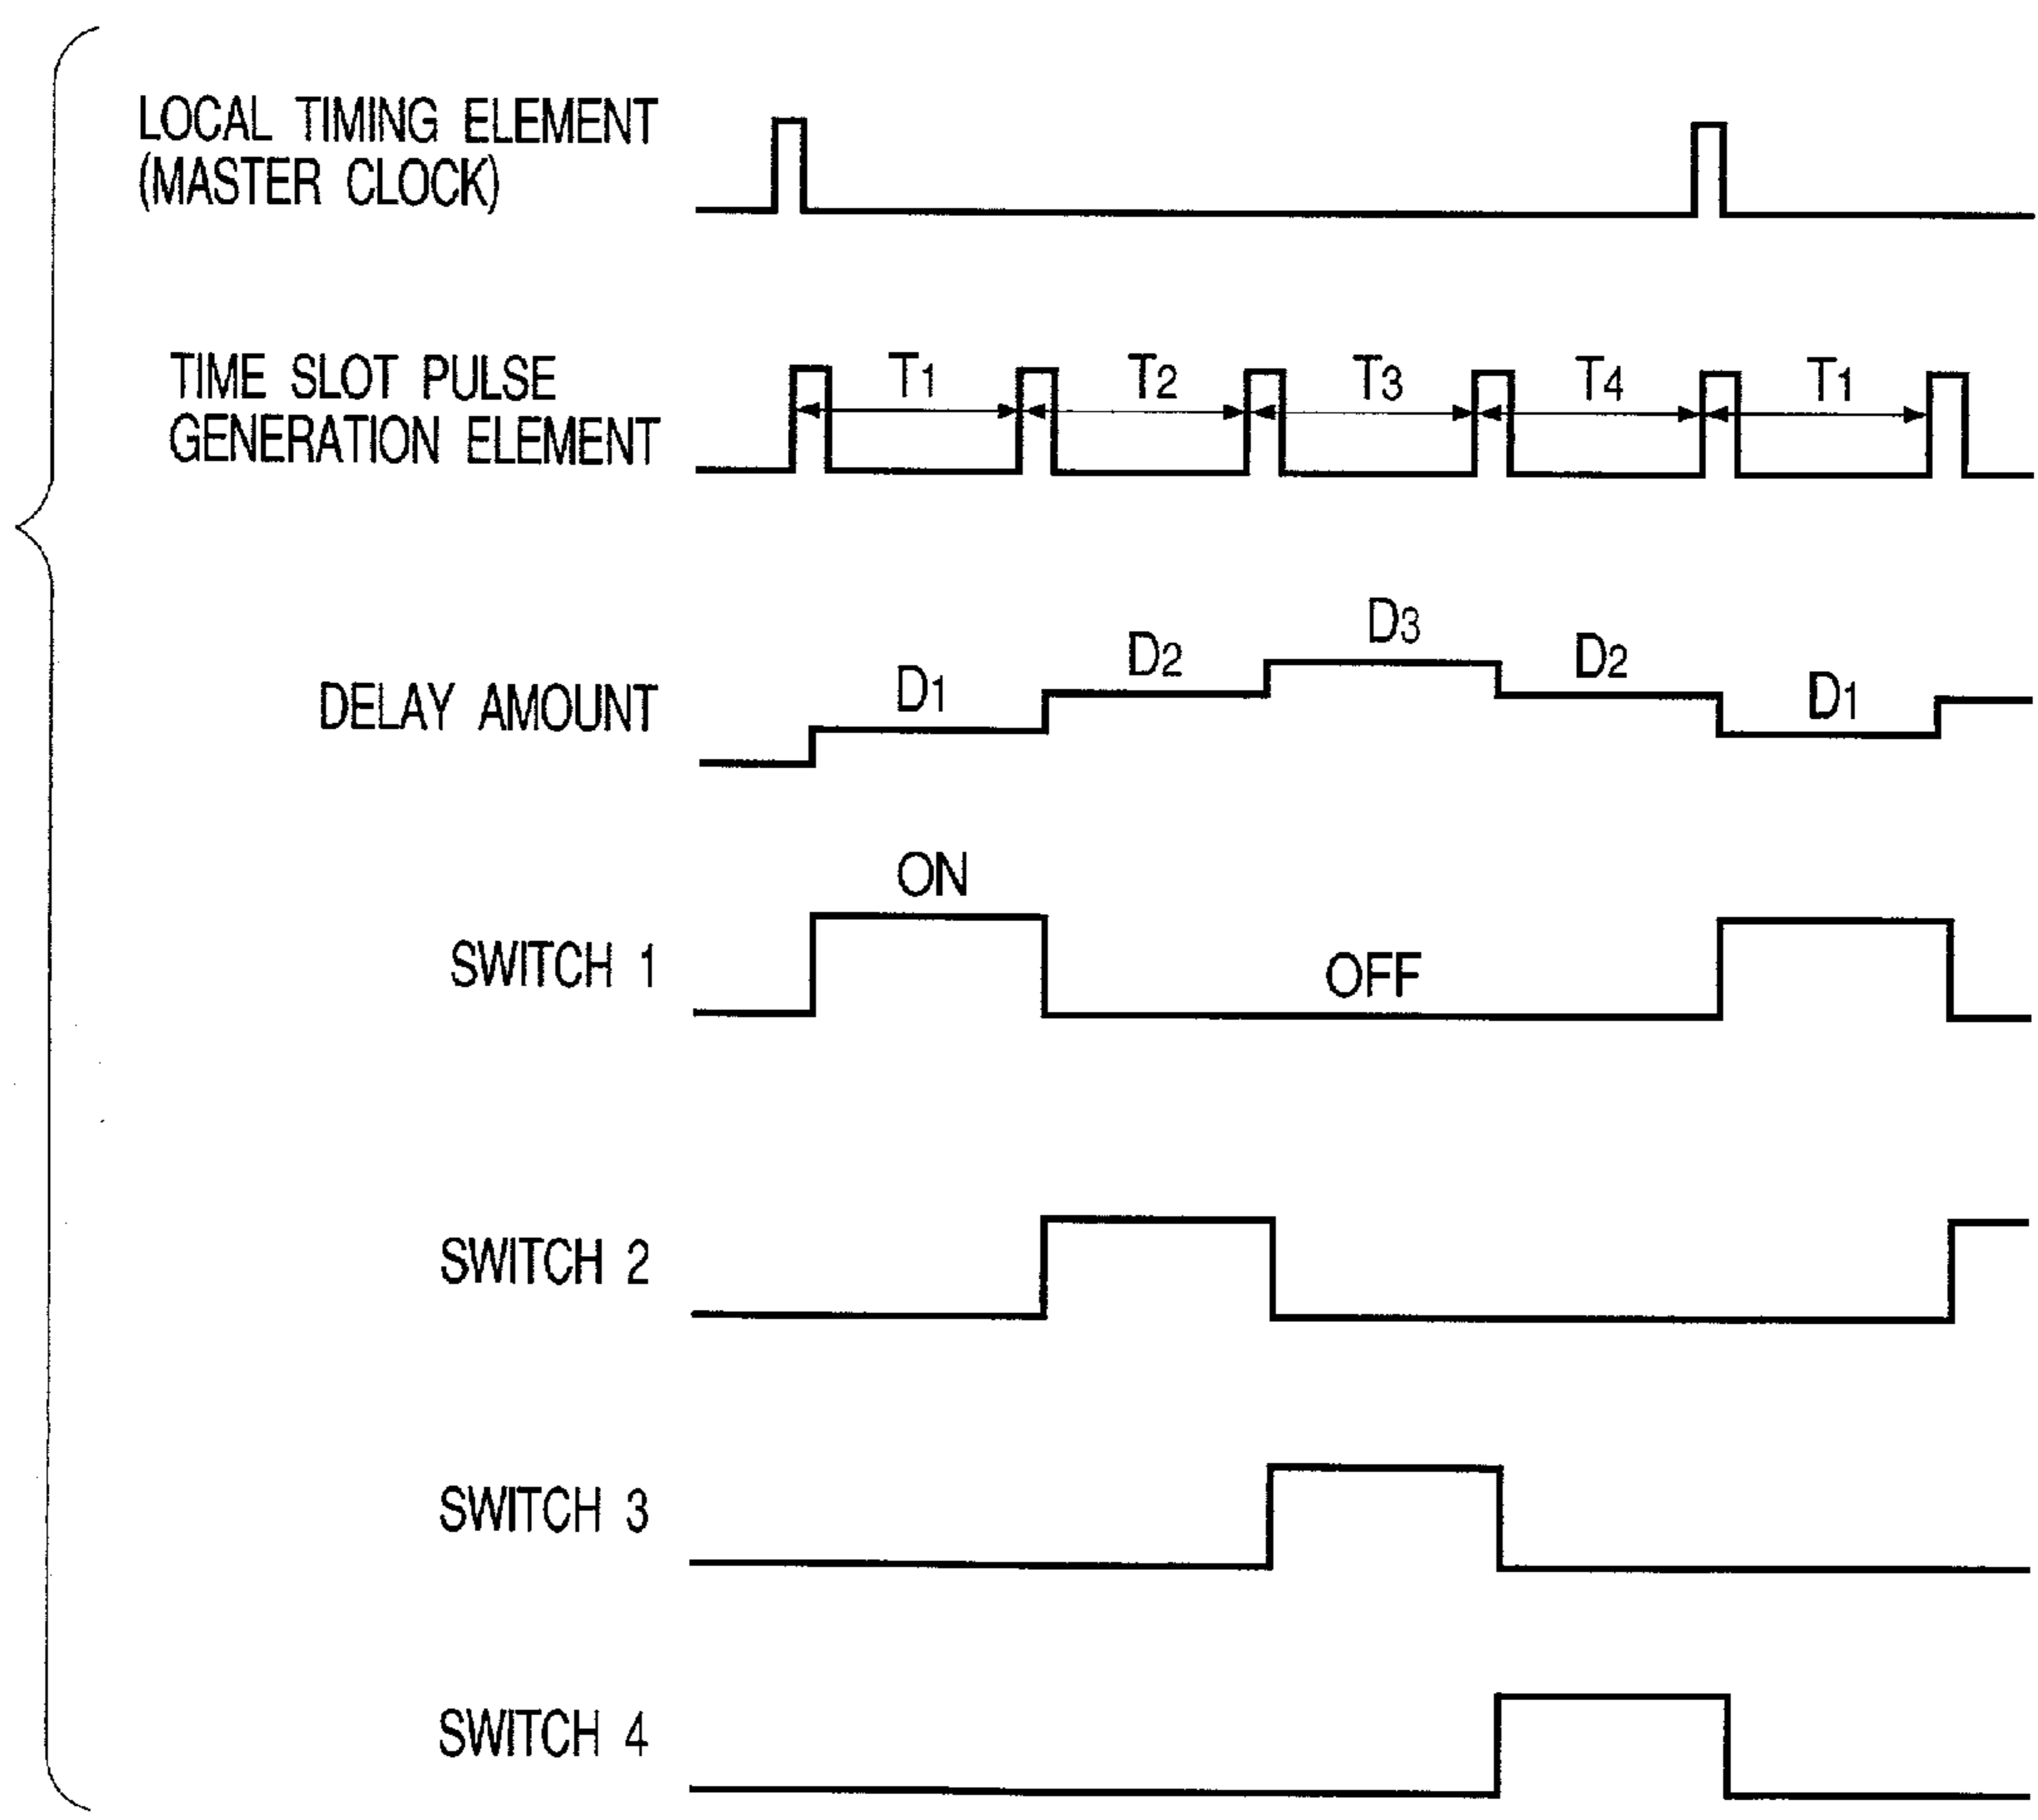 LOCAL TIMING ELEMENT
(MASTER CLOCK)
TIME SLOT PULSE
GENERATION ELEMENT
T1 T2 T3 T4 T1
DELAY AMOUNT
D1 D2 D3 D2 D1
SWITCH 1
ON
OFF
SWITCH 2
SWITCH 3
SWITCH 4